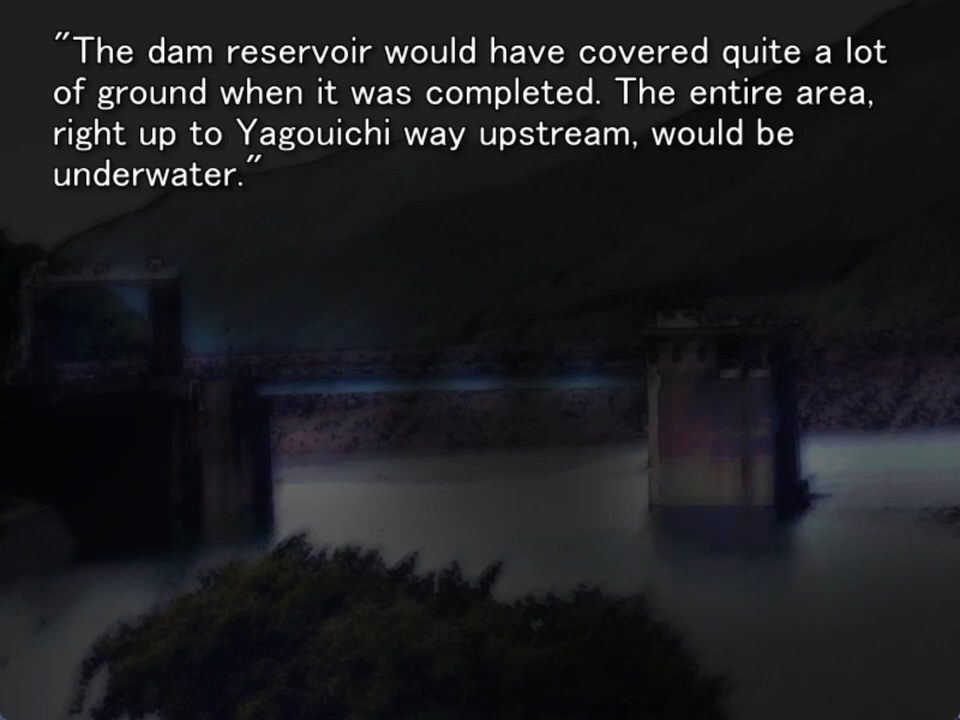 "The dam reservoir would have covered quite a lot
of ground when it was completed. The entire area,
right up to Yagouichi way upstream, would be
underwater."